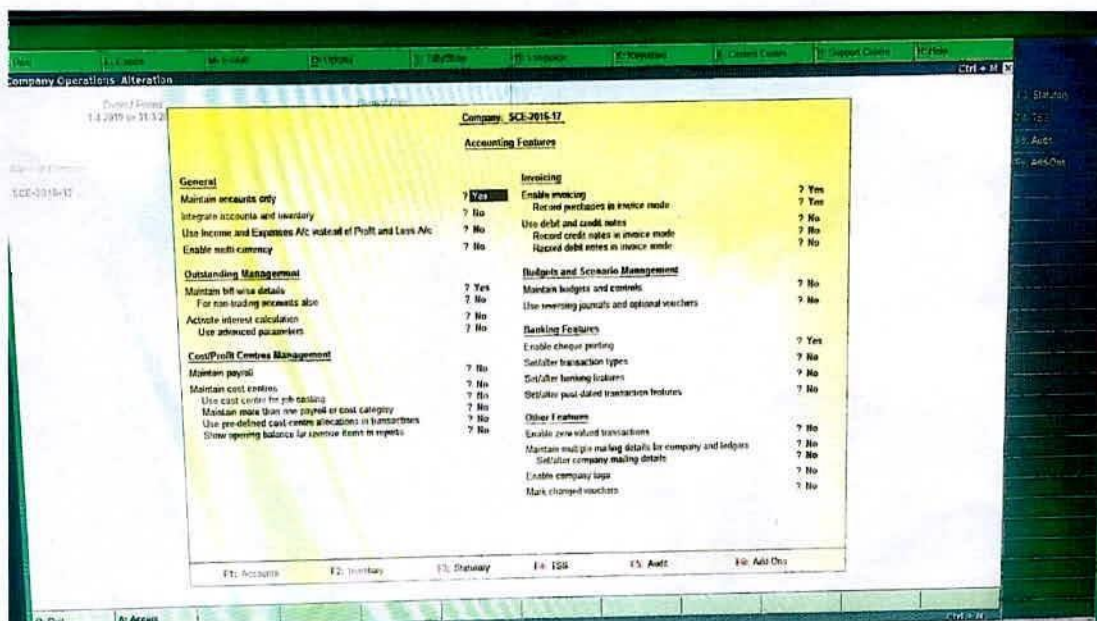 Company Operations Alteration
Ctrl + M
Company: SCE-2016-17
Accounting Features
General
Maintain accounts only ? Yes
Integrate accounts and inventory ? No
Use Income and Expenses A/c instead of Profit and Loss A/c ? No
Enable multi-currency ? No
Outstanding Management
Maintain bill-wise details ? Yes
For non-trading accounts also ? No
Activate interest calculation ? No
Use advanced parameters ? No
Cost/Profit Centres Management
Maintain payroll ? No
Maintain cost centres ? No
Use cost centre for job costing ? No
Maintain more than one payroll or cost category ? No
Use pre-defined cost centre allocations in transactions ? No
Show opening balance for revenue items in reports ? No
Invoicing
Enable invoicing ? Yes
Record purchases in invoice mode ? Yes
Use debit and credit notes ? No
Record credit notes in invoice mode ? No
Record debit notes in invoice mode ? No
Budgets and Scenario Management
Maintain budgets and controls ? No
Use reversing journals and optional vouchers ? No
Banking Features
Enable cheque printing ? Yes
Set/alter transaction types ? No
Set/alter banking features ? No
Set/alter post-dated transaction features ? No
Other Features
Enable zero valued transactions ? No
Maintain multiple mailing details for company and ledgers ? No
Set/alter company mailing details ? No
Enable company logo ? No
Mark changed vouchers ? No
F1: Accounts F2: Inventory F3: Statutory F4: TSS F5: Audit F6: Add-Ons
SCE-2016-17